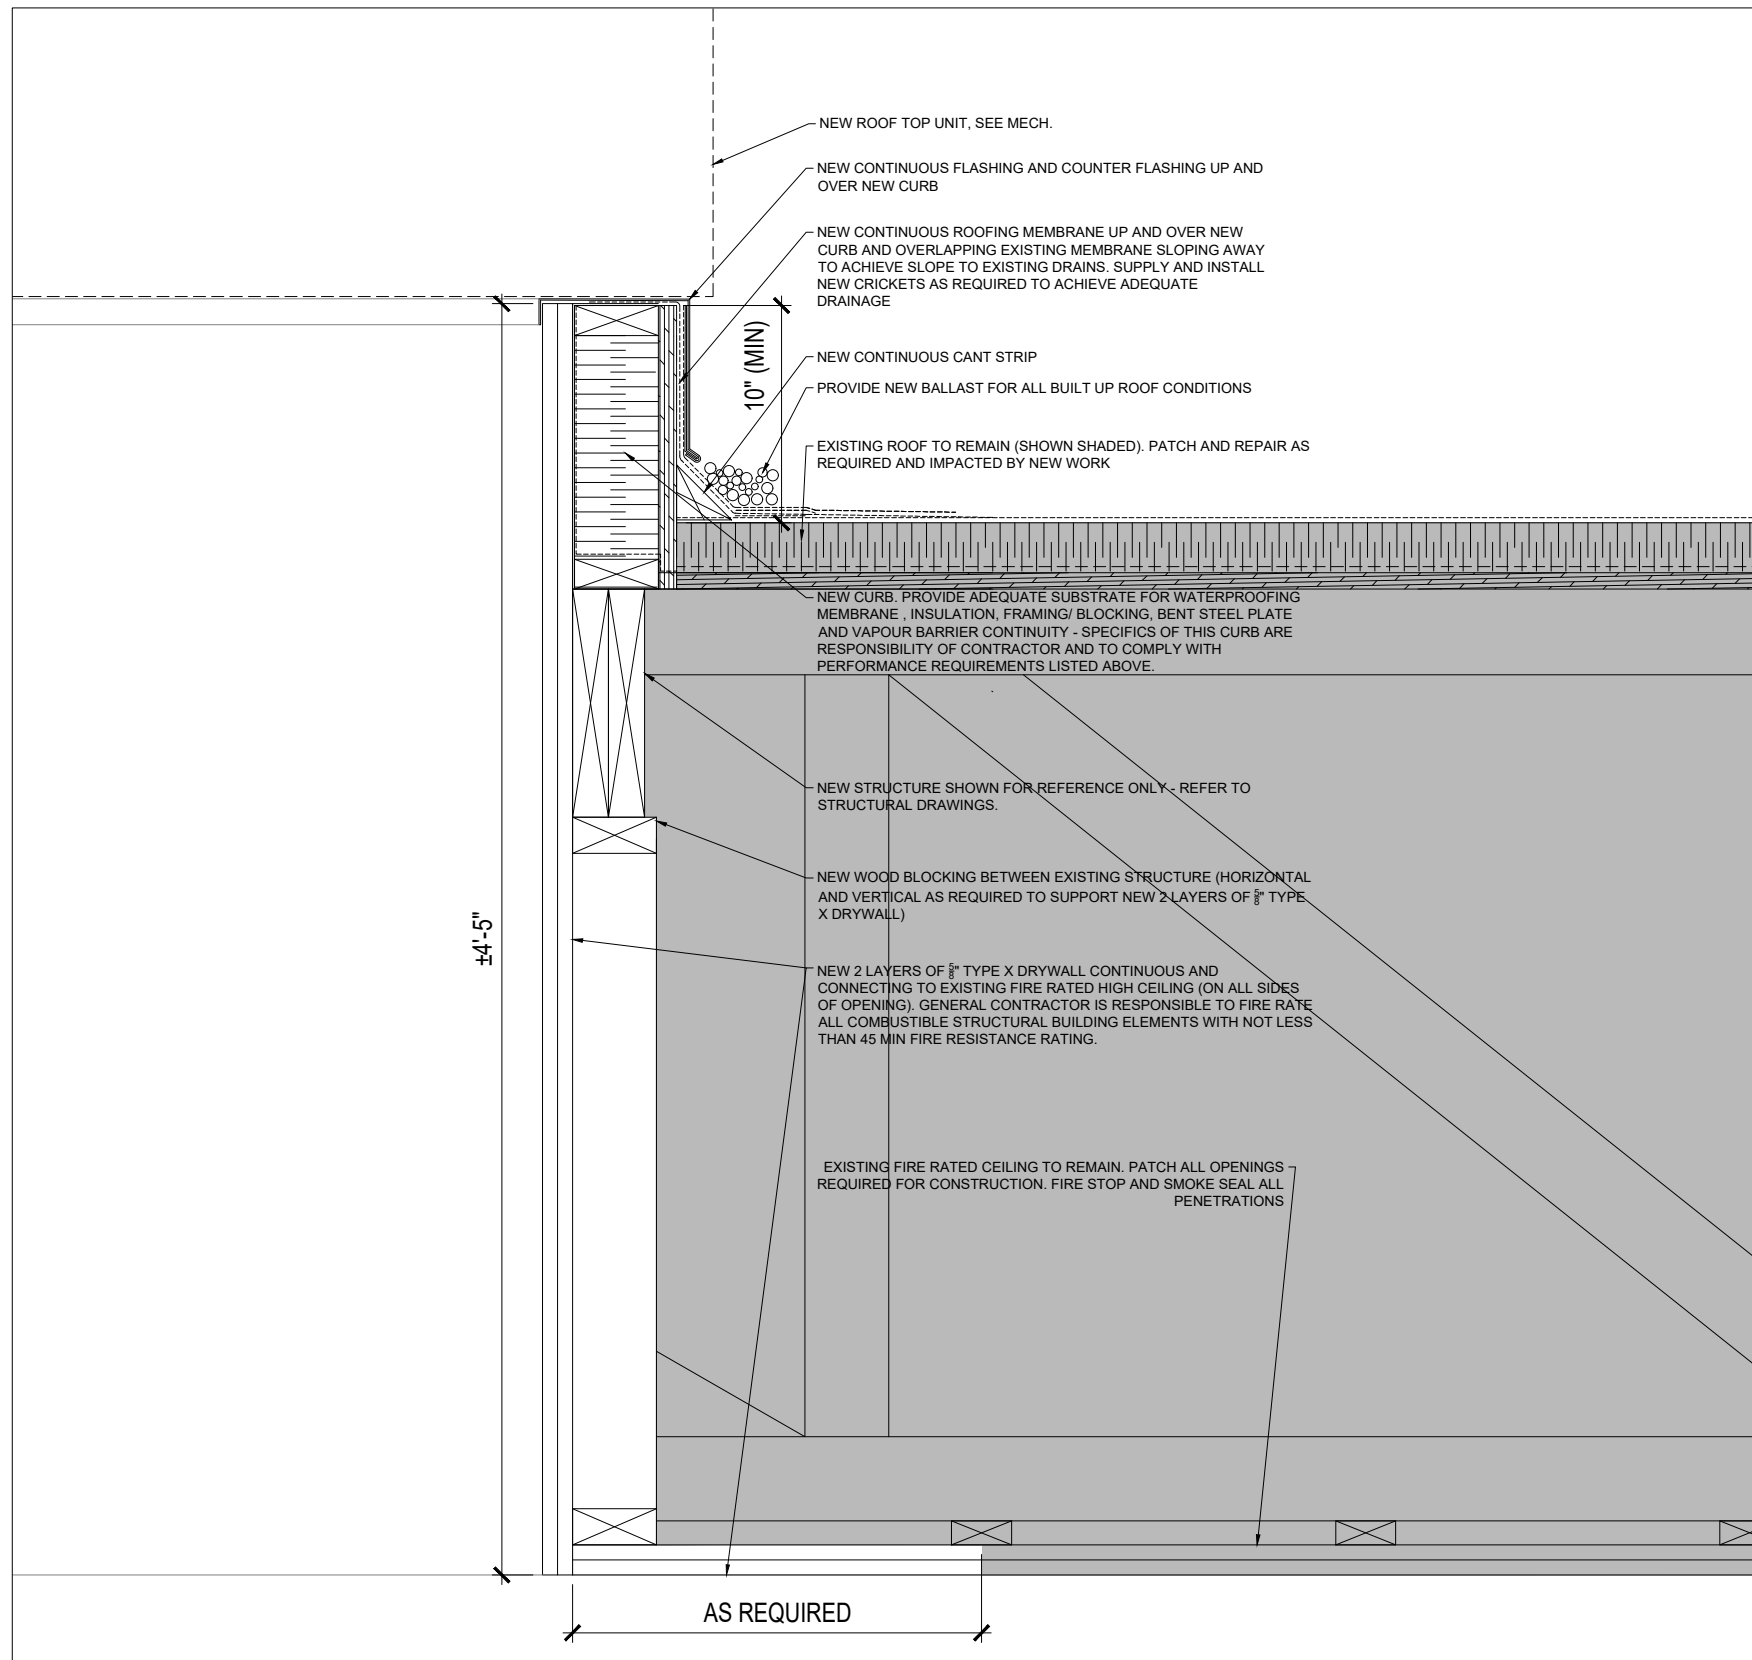 NEW ROOF TOP UNIT, SEE MECH.
NEW CONTINUOUS FLASHING AND COUNTER FLASHING UP AND
OVER NEW CURB
NEW CONTINUOUS ROOFING MEMBRANE UP AND OVER NEW
CURB AND OVERLAPPING EXISTING MEMBRANE SLOPING AWAY
TO ACHIEVE SLOPE TO EXISTING DRAINS. SUPPLY AND INSTALL
NEW CRICKETS AS REQUIRED TO ACHIEVE ADEQUATE
DRAINAGE
10" (MIN)
NEW CONTINUOUS CANT STRIP
PROVIDE NEW BALLAST FOR ALL BUILT UP ROOF CONDITIONS
EXISTING ROOF TO REMAIN (SHOWN SHADED). PATCH AND REPAIR AS
REQUIRED AND IMPACTED BY NEW WORK
NEW CURB. PROVIDE ADEQUATE SUBSTRATE FOR WATERPROOFING
MEMBRANE , INSULATION, FRAMING/ BLOCKING, BENT STEEL PLATE
AND VAPOUR BARRIER CONTINUITY - SPECIFICS OF THIS CURB ARE
RESPONSIBILITY OF CONTRACTOR AND TO COMPLY WITH
PERFORMANCE REQUIREMENTS LISTED ABOVE.
.
NEW STRUCTURE SHOWN FOR REFERENCE ONLY - REFER TO
STRUCTURAL DRAWINGS.
NEW WOOD BLOCKING BETWEEN EXISTING STRUCTURE (HORIZONTAL
AND VERTICAL AS REQUIRED TO SUPPORT NEW 2 LAYERS OF 5/8" TYPE
X DRYWALL)
±4'-5"
NEW 2 LAYERS OF 5/8" TYPE X DRYWALL CONTINUOUS AND
CONNECTING TO EXISTING FIRE RATED HIGH CEILING (ON ALL SIDES
OF OPENING). GENERAL CONTRACTOR IS RESPONSIBLE TO FIRE RATE
ALL COMBUSTIBLE STRUCTURAL BUILDING ELEMENTS WITH NOT LESS
THAN 45 MIN FIRE RESISTANCE RATING.
EXISTING FIRE RATED CEILING TO REMAIN. PATCH ALL OPENINGS
REQUIRED FOR CONSTRUCTION. FIRE STOP AND SMOKE SEAL ALL
PENETRATIONS
AS REQUIRED